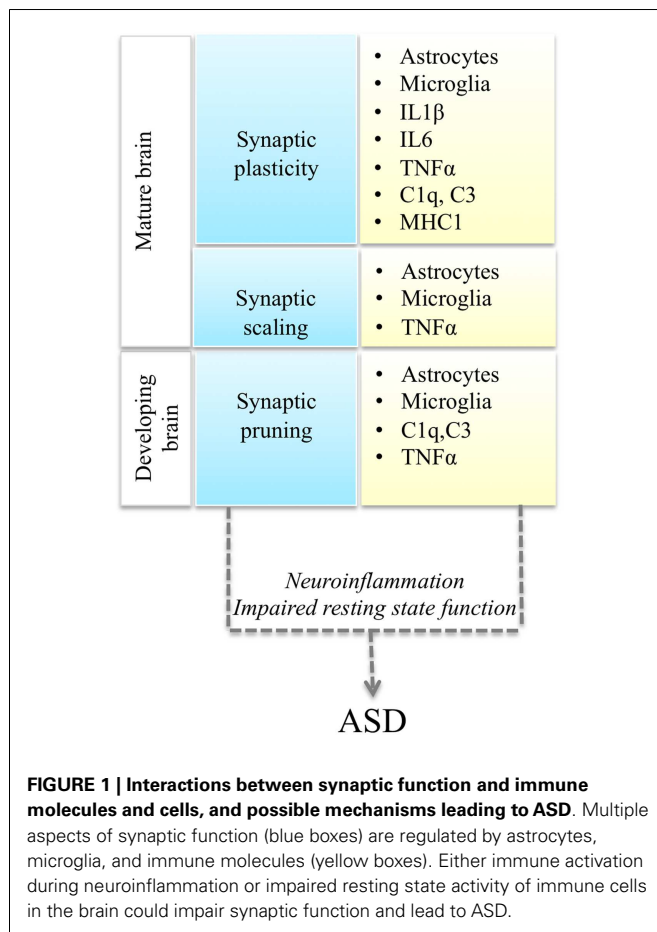 Mature brain
Synaptic
plasticity
• Astrocytes
• Microglia
• IL1β
• IL6
• TNFα
• C1q, C3
• MHC1
Synaptic
scaling
• Astrocytes
• Microglia
• TNFα
Developing
brain
Synaptic
pruning
• Astrocytes
• Microglia
• C1q,C3
• TNFα
Neuroinflammation
Impaired resting state function
ASD
FIGURE 1 | Interactions between synaptic function and immune
molecules and cells, and possible mechanisms leading to ASD. Multiple
aspects of synaptic function (blue boxes) are regulated by astrocytes,
microglia, and immune molecules (yellow boxes). Either immune activation
during neuroinflammation or impaired resting state activity of immune cells
in the brain could impair synaptic function and lead to ASD.